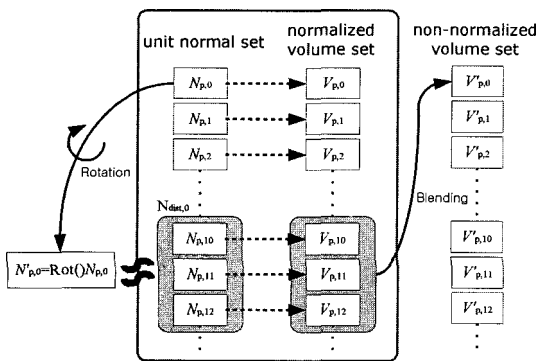 unit normal set
normalized
volume set
non-normalized
volume set
Np,0
Vp,0
V'p,0
Np,1
Vp,1
V'p,1
Np,2
Vp,2
V'p,2
Rotation
Blending
Ndist,0
Np,10
Vp,10
V'p,10
N'p,0=Rot()Np,0
Np,11
Vp,11
V'p,11
Np,12
Vp,12
V'p,12